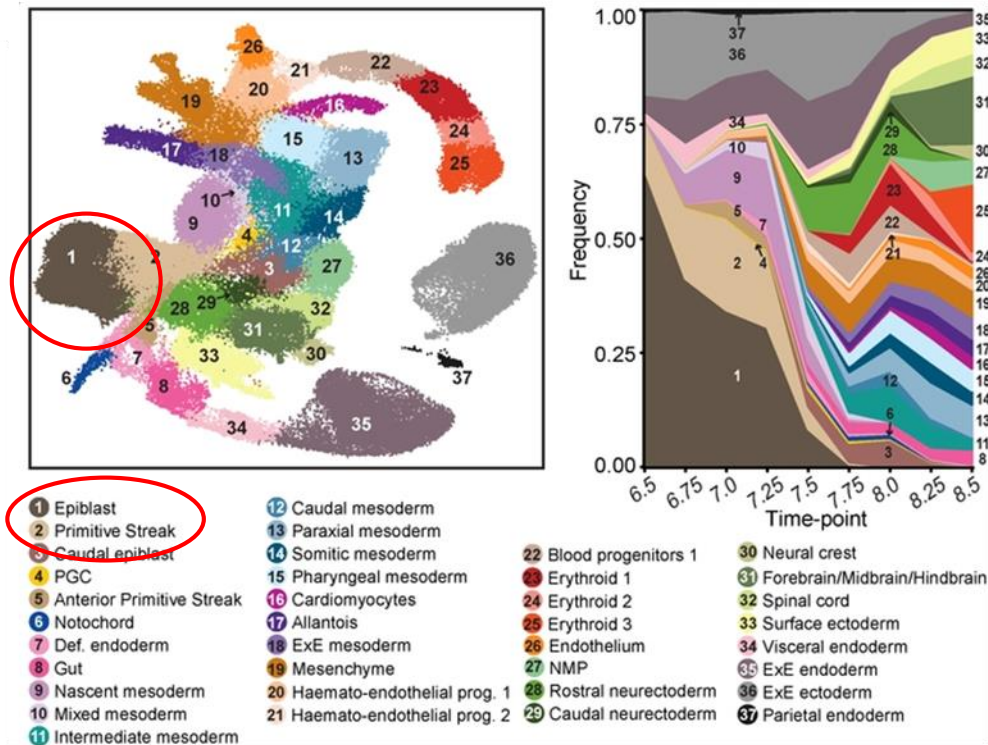 26
21
22
20
23
19
16
15
24
17
18
13
25
10
11
9
14
4
12
1
2
3
27
36
28
29
5
32
31
7
33
30
6
8
37
35
34
1.00
0.75
0.50
0.25
0.00
Frequency
37
36
34
10
9
5
7
2
4
1
29
28
23
22
21
12
6
3
35
33
32
31
30
27
25
24
26
20
19
18
17
16
15
14
13
11
8
6.5
6.75
7.0
7.25
7.5
7.75
8.0
8.25
8.5
Time-point
1 Epiblast
2 Primitive Streak
3 Caudal epiblast
4 PGC
5 Anterior Primitive Streak
6 Notochord
7 Def. endoderm
8 Gut
9 Nascent mesoderm
10 Mixed mesoderm
11 Intermediate mesoderm
12 Caudal mesoderm
13 Paraxial mesoderm
14 Somitic mesoderm
15 Pharyngeal mesoderm
16 Cardiomyocytes
17 Allantois
18 ExE mesoderm
19 Mesenchyme
20 Haemato-endothelial prog. 1
21 Haemato-endothelial prog. 2
22 Blood progenitors 1
23 Erythroid 1
24 Erythroid 2
25 Erythroid 3
26 Endothelium
27 NMP
28 Rostral neurectoderm
29 Caudal neurectoderm
30 Neural crest
31 Forebrain/Midbrain/Hindbrain
32 Spinal cord
33 Surface ectoderm
34 Visceral endoderm
35 ExE endoderm
36 ExE ectoderm
37 Parietal endoderm